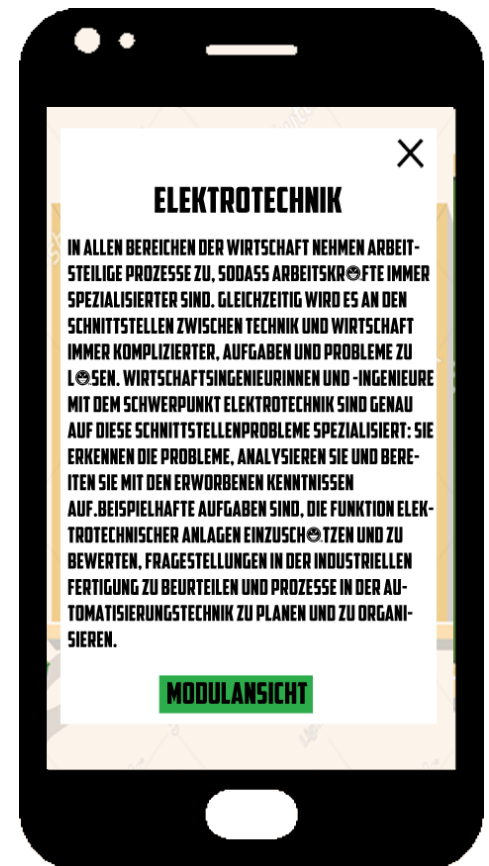 ELEKTROTECHNIK
IN ALLEN BEREICHEN DER WIRTSCHAFT NEHMEN ARBEIT-
STEILIGE PROZESSE ZU, SODASS ARBEITSKR😃.FTE IMMER
SPEZIALISIERTER SIND. GLEICHZEITIG WIRD ES AN DEN
SCHNITTSTELLEN ZWISCHEN TECHNIK UND WIRTSCHAFT
IMMER KOMPLIZIERTER, AUFGABEN UND PROBLEME ZU
L😃.SEN. WIRTSCHAFTSINGENIEURINNEN UND -INGENIEURE
MIT DEM SCHWERPUNKT ELEKTROTECHNIK SIND GENAU
AUF DIESE SCHNITTSTELLENPROBLEME SPEZIALISIERT: SIE
ERKENNEN DIE PROBLEME, ANALYSIEREN SIE UND BERE-
ITEN SIE MIT DEN ERWORBENEN KENNTNISSEN
AUF.BEISPIELHAFTE AUFGABEN SIND, DIE FUNKTION ELEK-
TROTECHNISCHER ANLAGEN EINZUSCH😃.TZEN UND ZU
BEWERTEN, FRAGESTELLUNGEN IN DER INDUSTRIELLEN
FERTIGUNG ZU BEURTEILEN UND PROZESSE IN DER AU-
TOMATISIERUNGSTECHNIK ZU PLANEN UND ZU ORGANI-
SIEREN.
MODULANSICHT